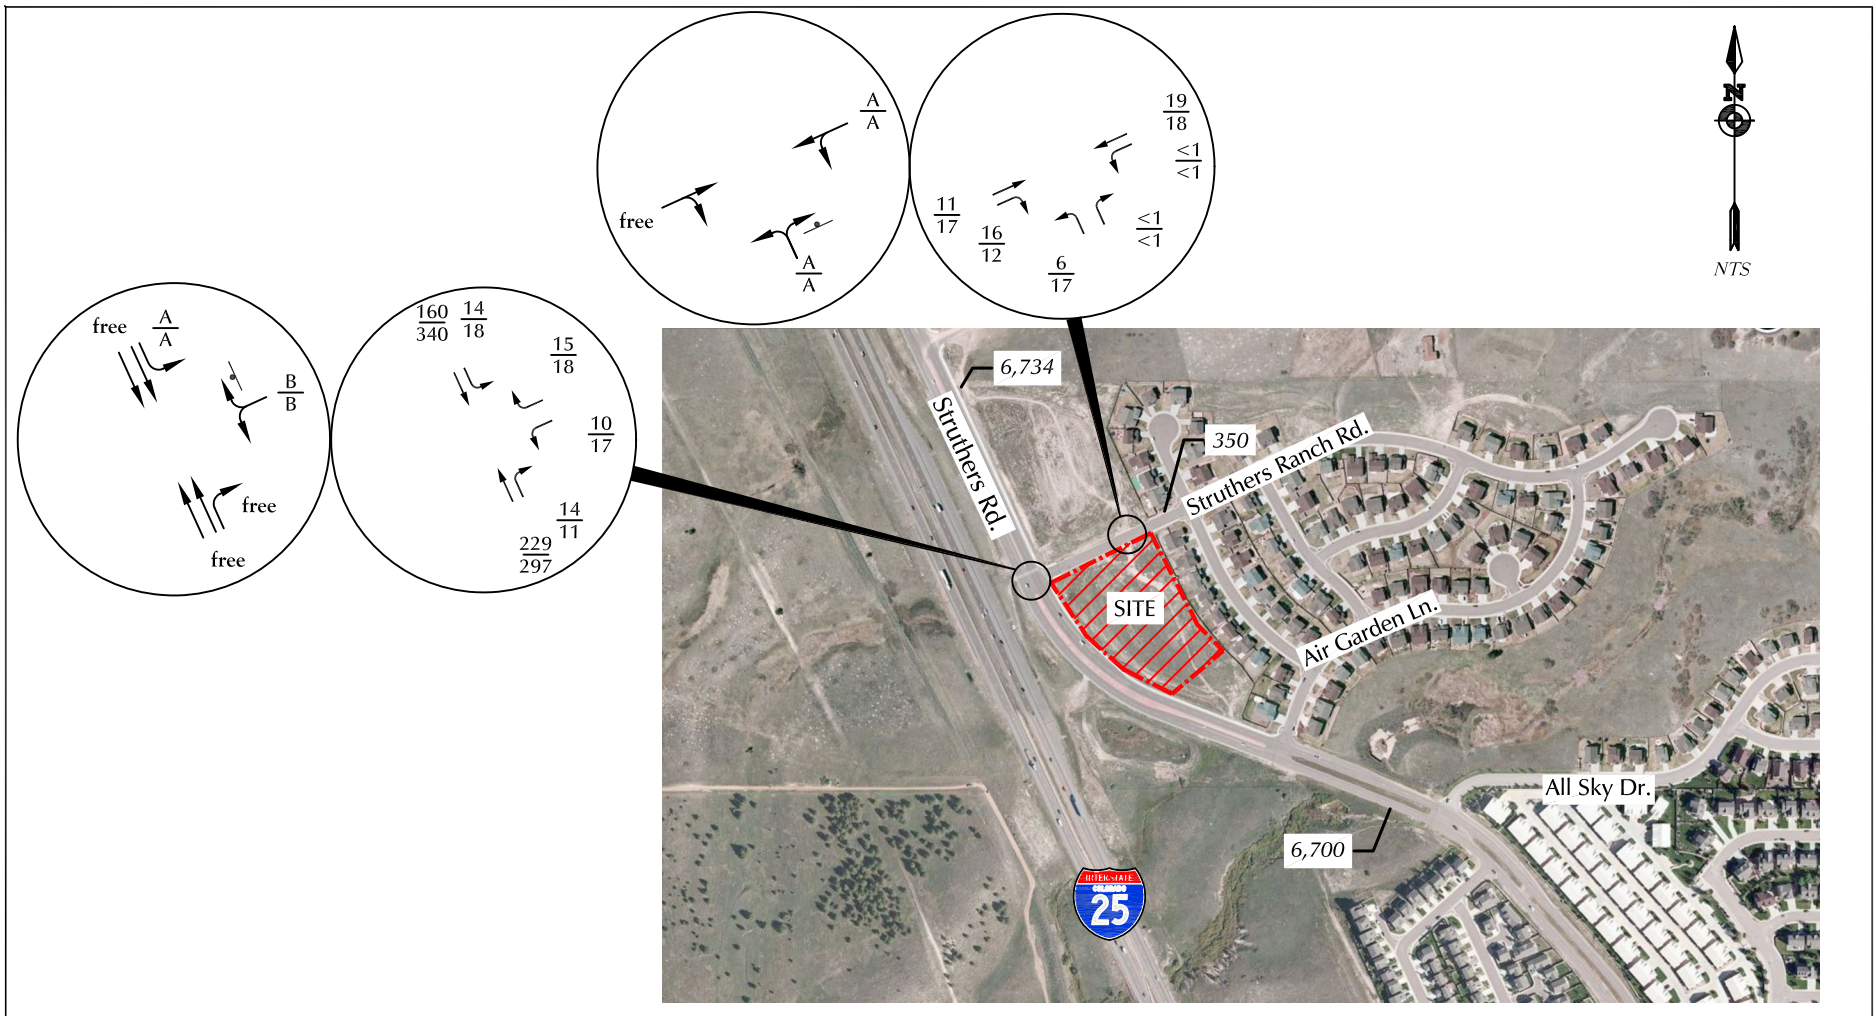 A
A
free
A
A
19
18
<1
<1
11
17
16
12
<1
<1
6
17
N
NTS
free
A
A
B
B
free
free
160
340
14
18
15
18
10
17
14
11
229
297
6,734
Struthers Rd.
350
Struthers Ranch Rd.
SITE
Air Garden Ln.
All Sky Dr.
6,700
INTERSTATE
COLORADO
25